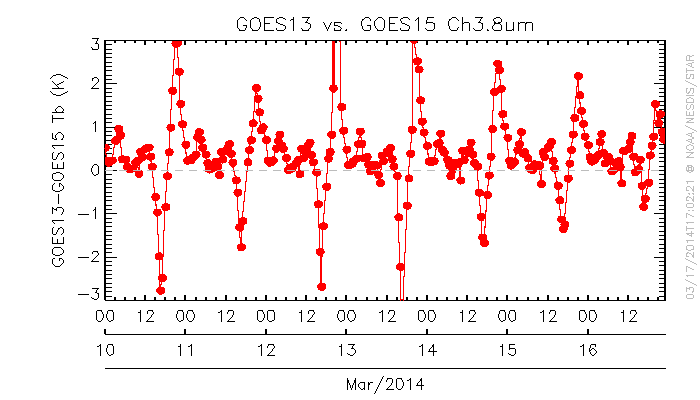 GOES13 vs. GOES15 Ch3.8um
GOES13-GOES15 Tb (K)
3
2
1
0
-1
-2
-3
00 12 00 12 00 12 00 12 00 12 00 12 00 12
10 11 12 13 14 15 16
Mar/2014
03/17/2014T17:02:21 @ NOAA/NESDIS/STAR